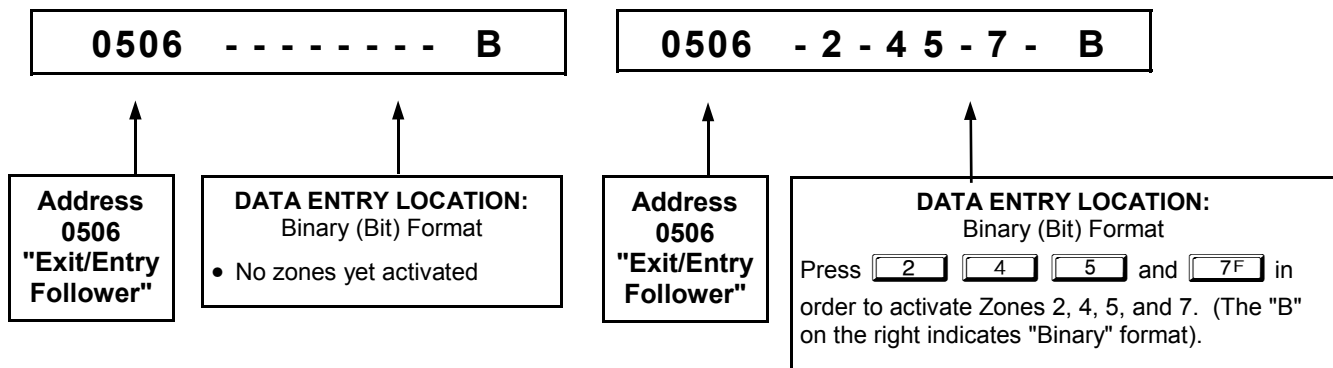 0506 - - - - - - - - B
0506 - 2 - 4 5 - 7 - B
Address
0506
"Exit/Entry
Follower"
DATA ENTRY LOCATION:
Binary (Bit) Format
• No zones yet activated
Address
0506
"Exit/Entry
Follower"
DATA ENTRY LOCATION:
Binary (Bit) Format
Press 2 4 5 and 7F in
order to activate Zones 2, 4, 5, and 7. (The "B"
on the right indicates "Binary" format).